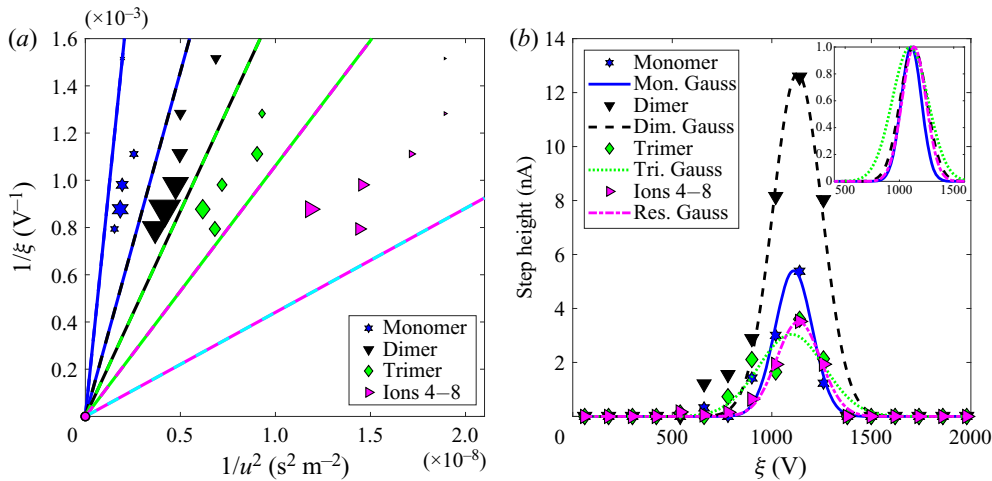 (a)
(×10⁻³)
1.6
1.4
1.2
1.0
0.8
0.6
0.4
0.2
0
0.5
1.0
1.5
2.0
(×10⁻⁸)
1/ξ (V⁻¹)
1/u² (s² m⁻²)
Monomer
Dimer
Trimer
Ions 4–8
(b)
14
12
10
8
6
4
2
0
0
500
1000
1500
2000
Step height (nA)
ξ (V)
Monomer
Mon. Gauss
Dimer
Dim. Gauss
Trimer
Tri. Gauss
Ions 4–8
Res. Gauss
1.0
0.8
0.6
0.4
0.2
0
500
1000
1500